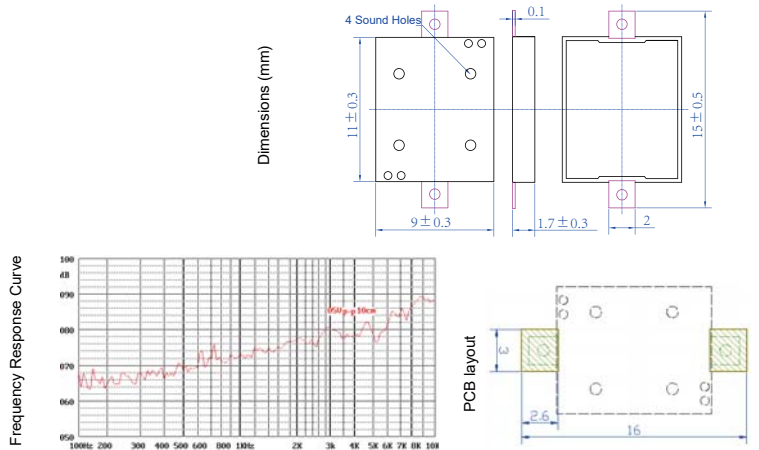 Dimensions (mm)
4 Sound Holes
0.1
11±0.3
15±0.5
9±0.3
1.7±0.3
2
Frequency Response Curve
100
dB
090
080
070
060
050
100Hz 200 300 400 500 600 800 1KHz 2K 3k 4K 5K 6K 7K 8K 10K
PCB layout
3
2.6
16